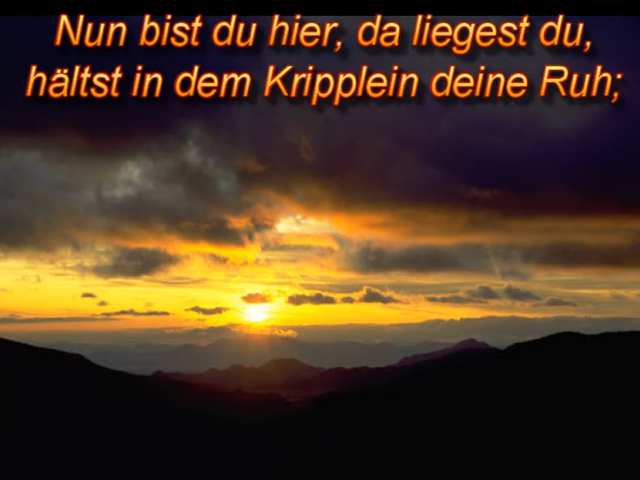 Nun bist du hier, da liegest du,
hältst in dem Kripplein deine Ruh;